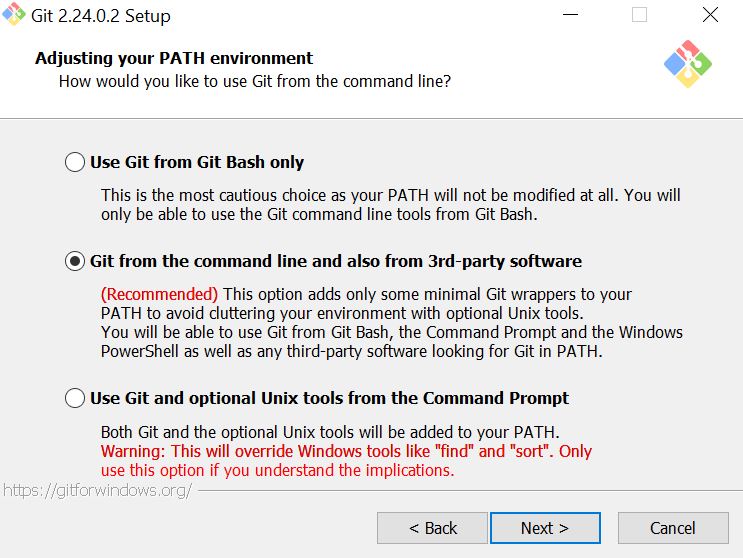 Git 2.24.0.2 Setup
Adjusting your PATH environment
How would you like to use Git from the command line?
Use Git from Git Bash only
This is the most cautious choice as your PATH will not be modified at all. You will
only be able to use the Git command line tools from Git Bash.
Git from the command line and also from 3rd-party software
(Recommended) This option adds only some minimal Git wrappers to your
PATH to avoid cluttering your environment with optional Unix tools.
You will be able to use Git from Git Bash, the Command Prompt and the Windows
PowerShell as well as any third-party software looking for Git in PATH.
Use Git and optional Unix tools from the Command Prompt
Both Git and the optional Unix tools will be added to your PATH.
Warning: This will override Windows tools like "find" and "sort". Only
use this option if you understand the implications.
https://gitforwindows.org/
< Back
Next >
Cancel